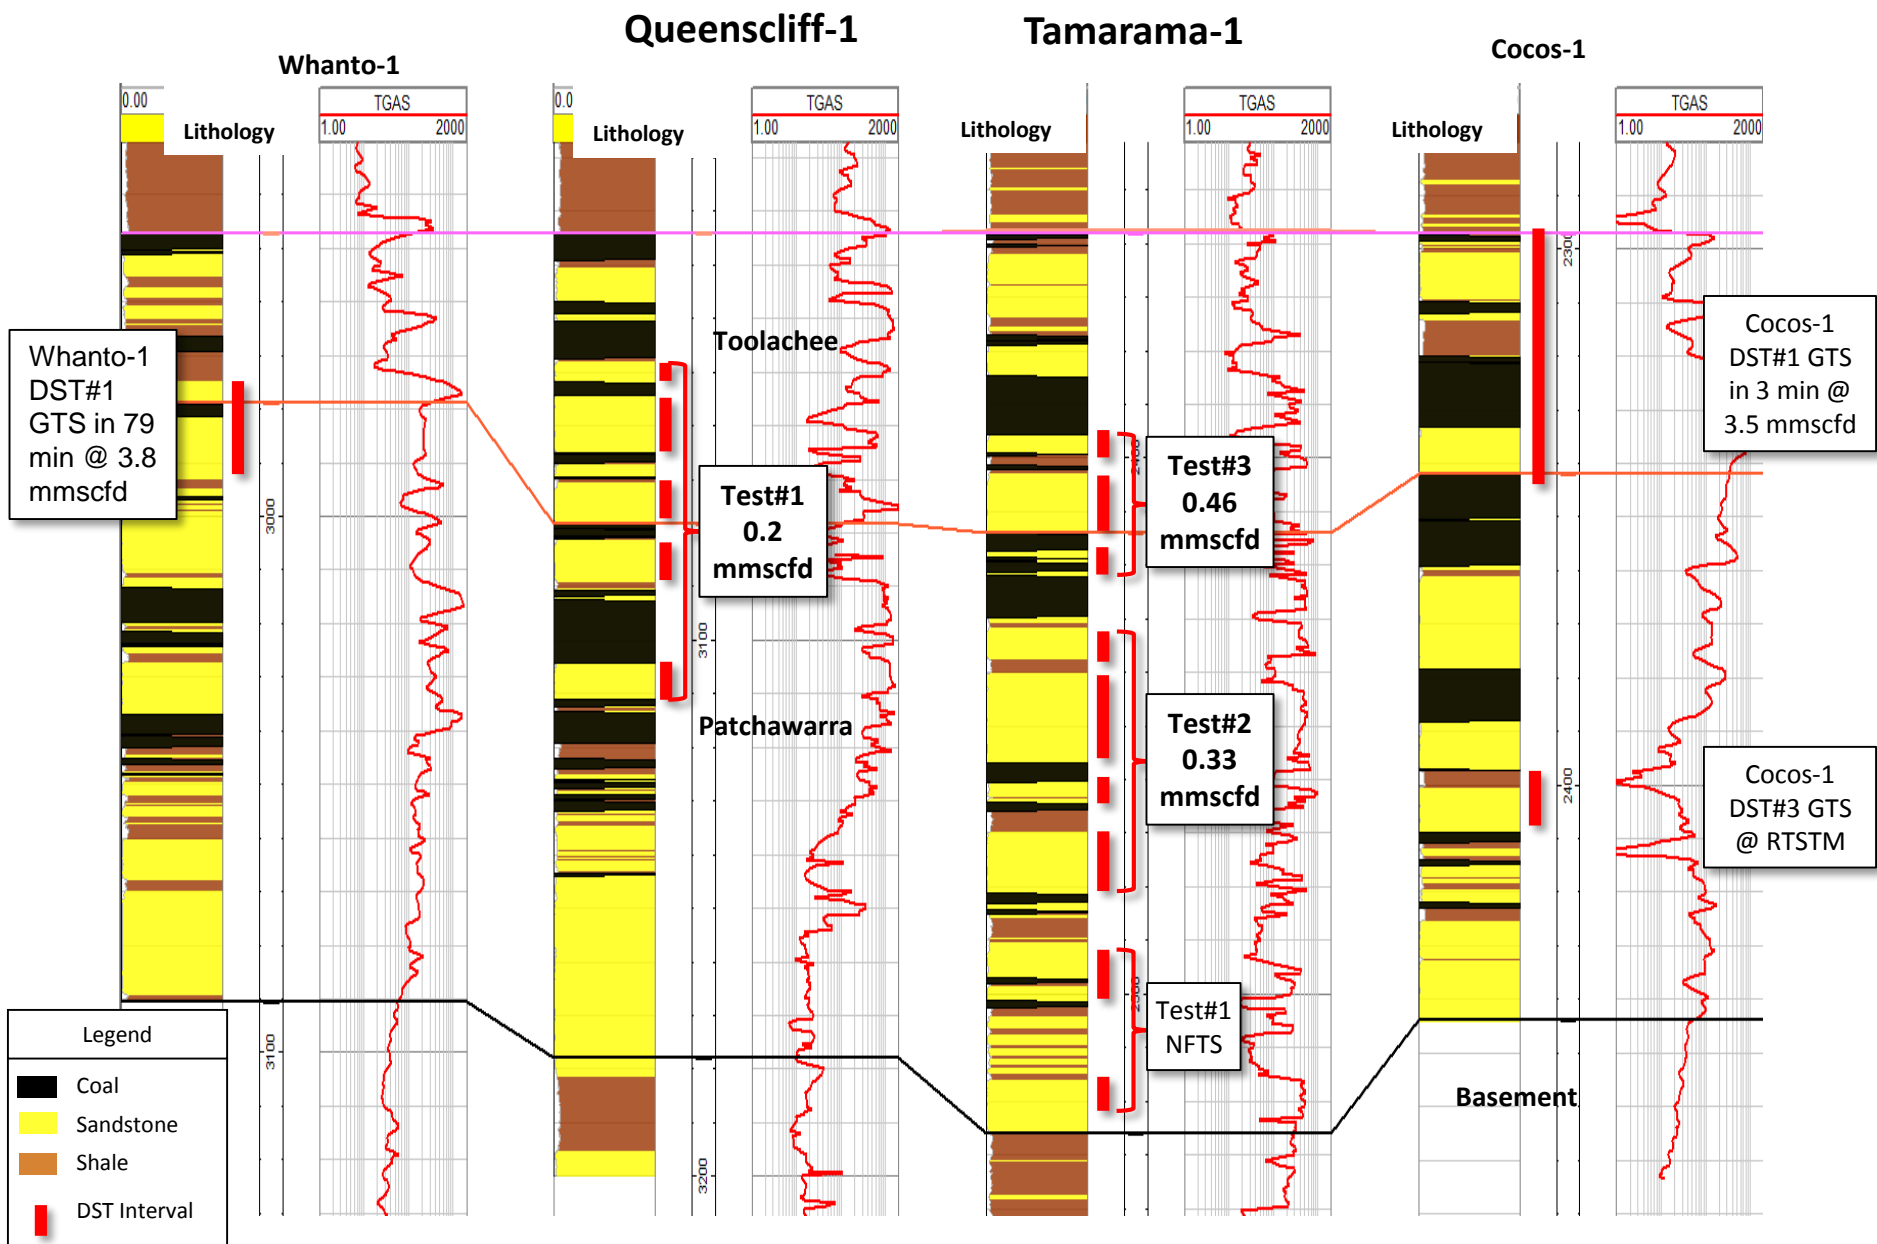 Queenscliff-1
Tamarama-1
Whanto-1
Cocos-1
0.00
Lithology
TGAS
1.00 2000
0.0
Lithology
TGAS
1.00 2000
Lithology
TGAS
1.00 2000
Lithology
TGAS
1.00 2000
Whanto-1
DST#1
GTS in 79
min @ 3.8
mmscfd
3000
3100
Toolachee
Test#1
0.2
mmscfd
3100
Patchawarra
3200
Test#3
0.46
mmscfd
Test#2
0.33
mmscfd
Test#1
NFTS
2300
Cocos-1
DST#1 GTS
in 3 min @
3.5 mmscfd
2400
Cocos-1
DST#3 GTS
@ RTSTM
Basement
Legend
Coal
Sandstone
Shale
DST Interval